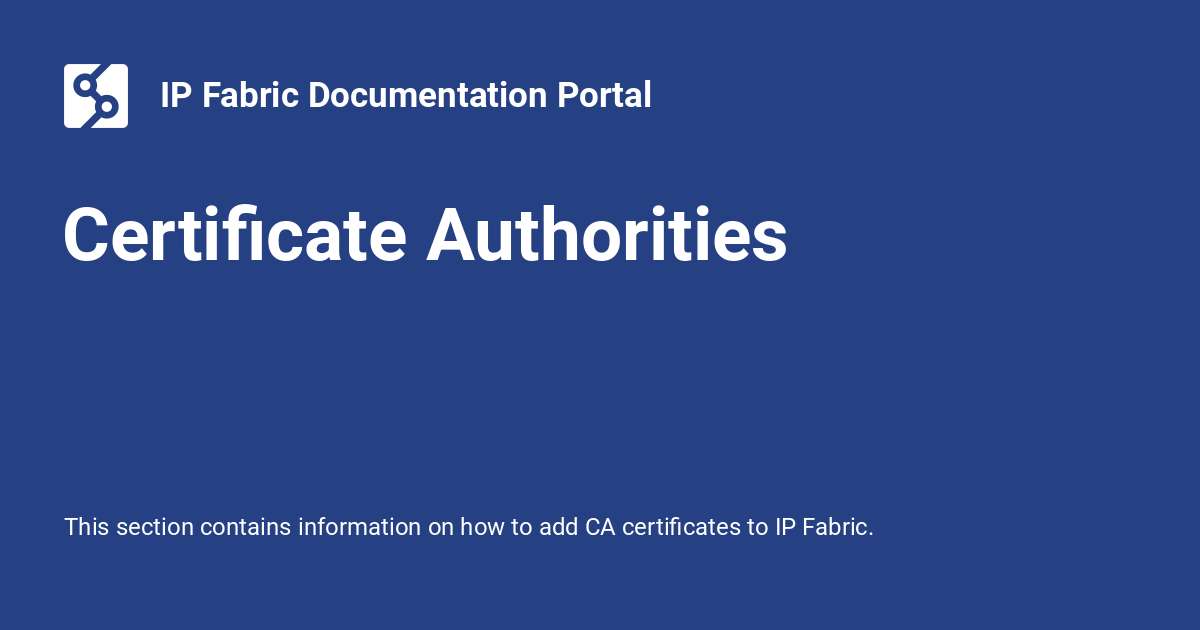 IP Fabric Documentation Portal
Certificate Authorities
This section contains information on how to add CA certificates to IP Fabric.